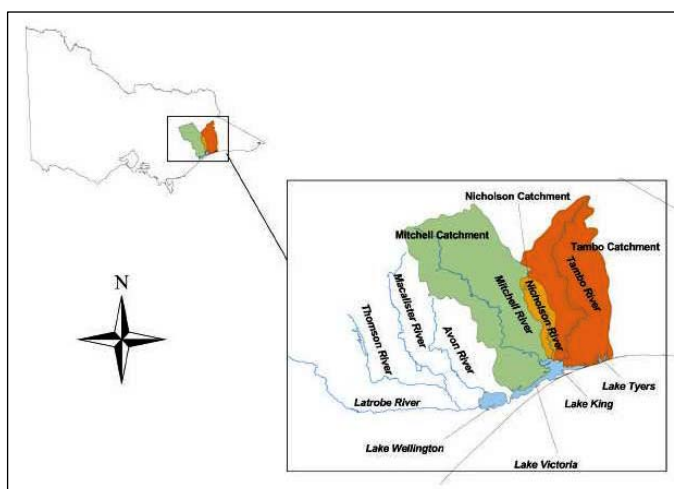 Nicholson Catchment
Mitchell Catchment
Tambo Catchment
Tambo River
Nicholson River
Mitchell River
Macalister River
Thomson River
Avon River
Latrobe River
Lake Tyers
Lake King
Lake Wellington
Lake Victoria
N